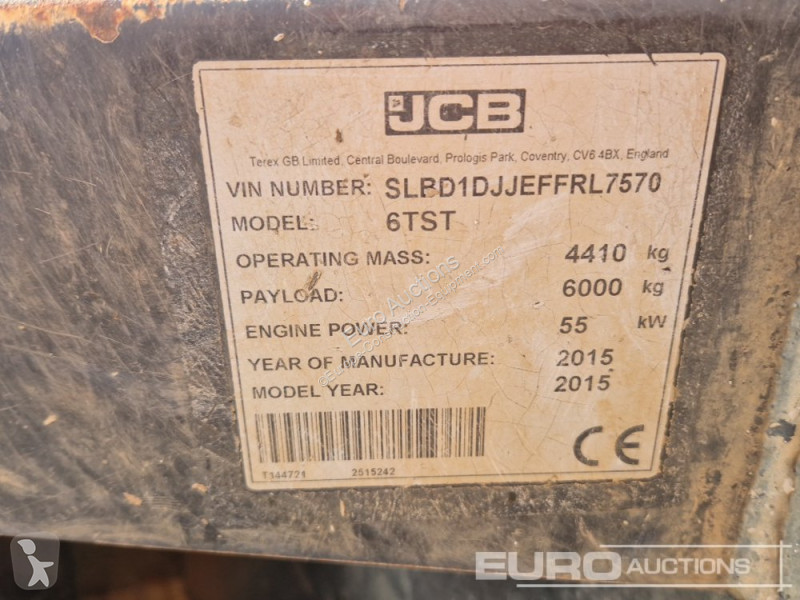 JCB
Terex GB Limited, Central Boulevard, Prologis Park, Coventry, CV6 4BX, England
VIN NUMBER: SLBD1DJJEFFRL7570
MODEL: 6TST
OPERATING MASS: 4410 kg
PAYLOAD: 6000 kg
ENGINE POWER: 55 kW
YEAR OF MANUFACTURE: 2015
MODEL YEAR: 2015
T144721 2515242
CE
Euro Auctions
EURO AUCTIONS